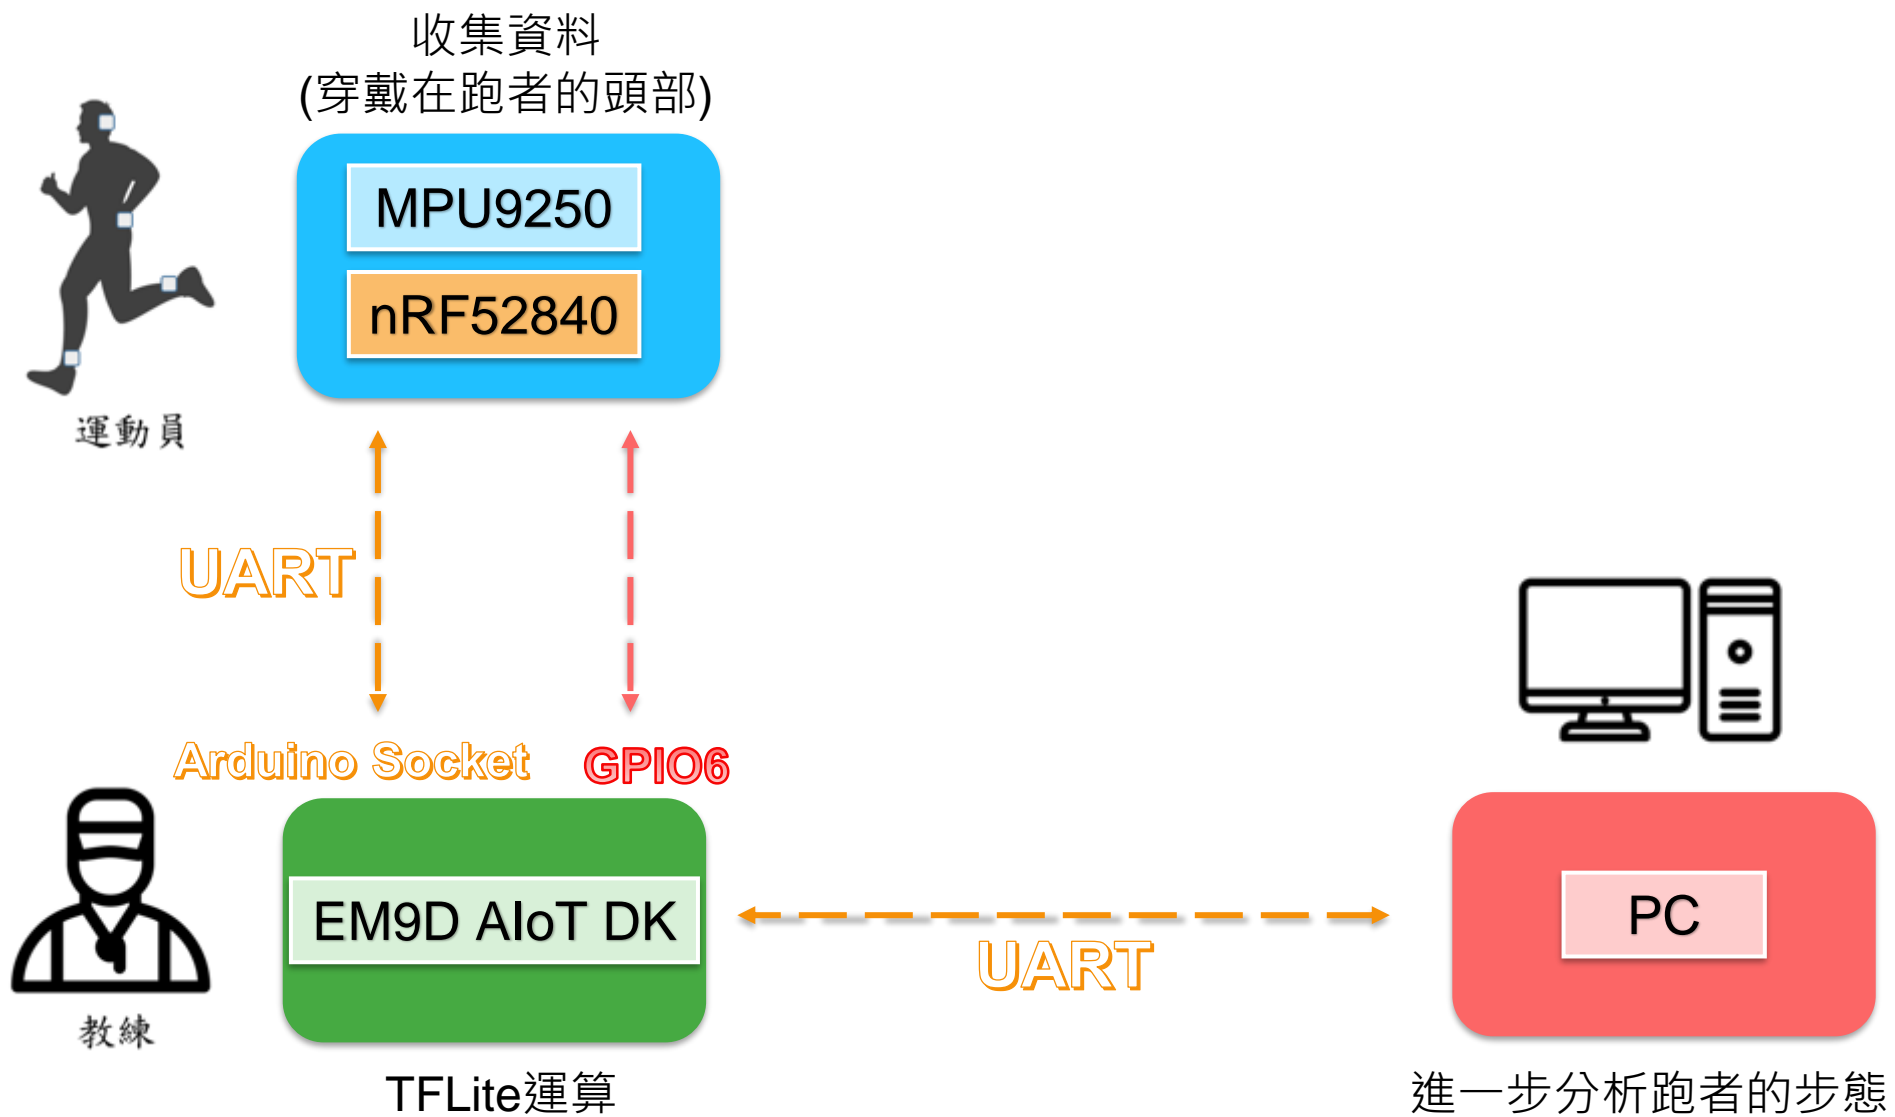 收集資料
(穿戴在跑者的頭部)
MPU9250
nRF52840
運動員
UART
Arduino Socket
GPIO6
EM9D AIoT DK
UART
PC
教練
TFLite運算
進一步分析跑者的步態